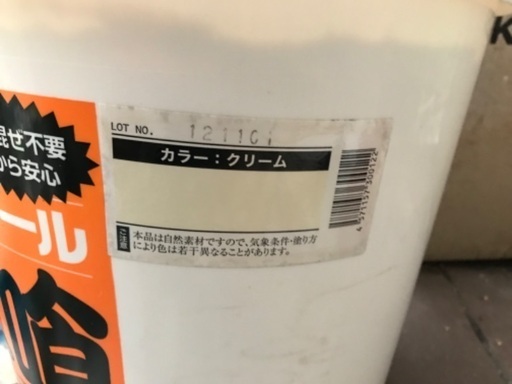 K
混ぜ不要
から安心
ール
LOT NO. 121101
カラー：クリーム
ご注意
本品は自然素材ですので、気象条件・塗り方
により色は若干異なることがあります。
4571157300122